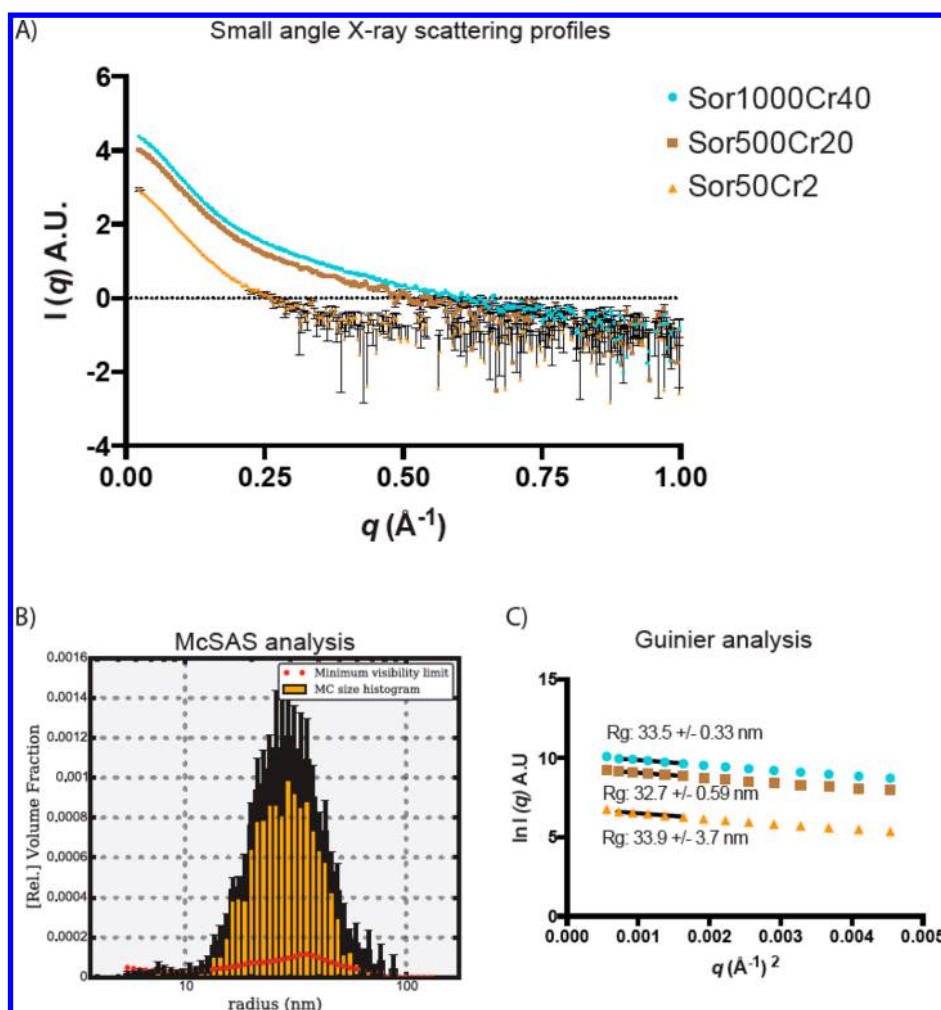 A)
Small angle X-ray scattering profiles
Sor1000Cr40
Sor500Cr20
Sor50Cr2
I (q) A.U.
6
4
2
0
-2
-4
0.00 0.25 0.50 0.75 1.00
q (Å⁻¹)
B)
McSAS analysis
Minimum visibility limit
MC size histogram
[Rel.] Volume Fraction
0.0016
0.0014
0.0012
0.001
0.0008
0.0006
0.0004
0.0002
0
10 100
radius (nm)
C)
Guinier analysis
ln I (q) A.U
15
10
5
0
Rg: 33.5 +/- 0.33 nm
Rg: 32.7 +/- 0.59 nm
Rg: 33.9 +/- 3.7 nm
0.000 0.001 0.002 0.003 0.004 0.005
q (Å⁻¹) ²